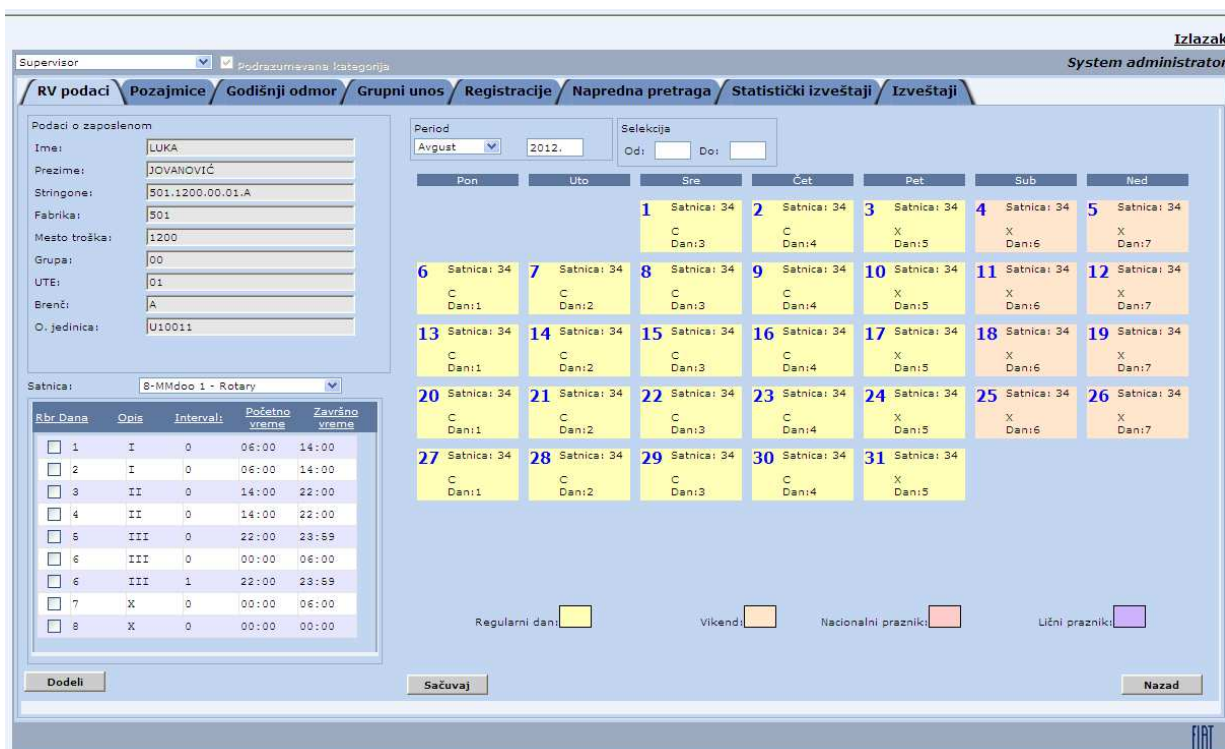 Izlazak
Supervisor
Podrazumevana kategorija
System administrator
RV podaci Pozajmice Godišnji odmor Grupni unos Registracije Napredna pretraga Statistički izveštaji Izveštaji
Podaci o zaposlenom
Ime: LUKA
Prezime: JOVANOVIĆ
Stringone: 501.1200.00.01.A
Fabrika: 501
Mesto troška: 1200
Grupa: 00
UTE: 01
Brenč: A
O. jedinica: U10011
Satnica: 8-MMdoo 1 - Rotary
Rbr Dana Opis Interval: Početno vreme Završno vreme
1 I 0 06:00 14:00
2 I 0 06:00 14:00
3 II 0 14:00 22:00
4 II 0 14:00 22:00
5 III 0 22:00 23:59
6 III 0 00:00 06:00
6 III 1 22:00 23:59
7 X 0 00:00 06:00
8 X 0 00:00 00:00
Dodeli
Period
Avgust 2012.
Selekcija
Od: Do:
Pon Uto Sre Čet Pet Sub Ned
1 Satnica: 34 2 Satnica: 34 3 Satnica: 34 4 Satnica: 34 5 Satnica: 34
C C X X X
Dan:3 Dan:4 Dan:5 Dan:6 Dan:7
6 Satnica: 34 7 Satnica: 34 8 Satnica: 34 9 Satnica: 34 10 Satnica: 34 11 Satnica: 34 12 Satnica: 34
C C C C X X X
Dan:1 Dan:2 Dan:3 Dan:4 Dan:5 Dan:6 Dan:7
13 Satnica: 34 14 Satnica: 34 15 Satnica: 34 16 Satnica: 34 17 Satnica: 34 18 Satnica: 34 19 Satnica: 34
C C C C X X X
Dan:1 Dan:2 Dan:3 Dan:4 Dan:5 Dan:6 Dan:7
20 Satnica: 34 21 Satnica: 34 22 Satnica: 34 23 Satnica: 34 24 Satnica: 34 25 Satnica: 34 26 Satnica: 34
C C C C X X X
Dan:1 Dan:2 Dan:3 Dan:4 Dan:5 Dan:6 Dan:7
27 Satnica: 34 28 Satnica: 34 29 Satnica: 34 30 Satnica: 34 31 Satnica: 34
C C C C X
Dan:1 Dan:2 Dan:3 Dan:4 Dan:5
Regularni dan: Vikend: Nacionalni praznik: Lični praznik:
Sačuvaj Nazad
FIAT